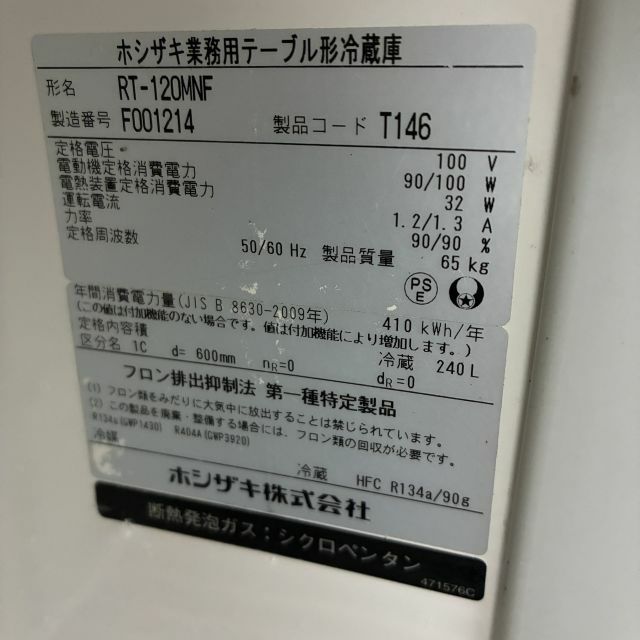 ホシザキ業務用テーブル形冷蔵庫
形名 RT-120MNF
製造番号 F001214 製品コード T146
定格電圧 100 V
電動機定格消費電力 90/100 W
電熱装置定格消費電力 32 W
運転電流 1.2/1.3 A
力率 90/90 %
定格周波数 50/60 Hz 製品質量 65 kg
PSE
年間消費電力量(JIS B 8630-2009年) 410 kWh/年
(この値は付加機能のない場合です。値は付加機能により増加します。)
定格内容積 冷蔵 240 L
区分名 1C d= 600mm nR=0 dR=0
フロン排出抑制法 第一種特定製品
(1) フロン類をみだりに大気中に放出することは禁じられています。
(2) この製品を廃棄・整備する場合には、フロン類の回収が必要です。
R134a(GWP1430) R404A(GWP3920)
冷媒 冷蔵 HFC R134a/90g
ホシザキ株式会社
断熱発泡ガス:シクロペンタン
471576C